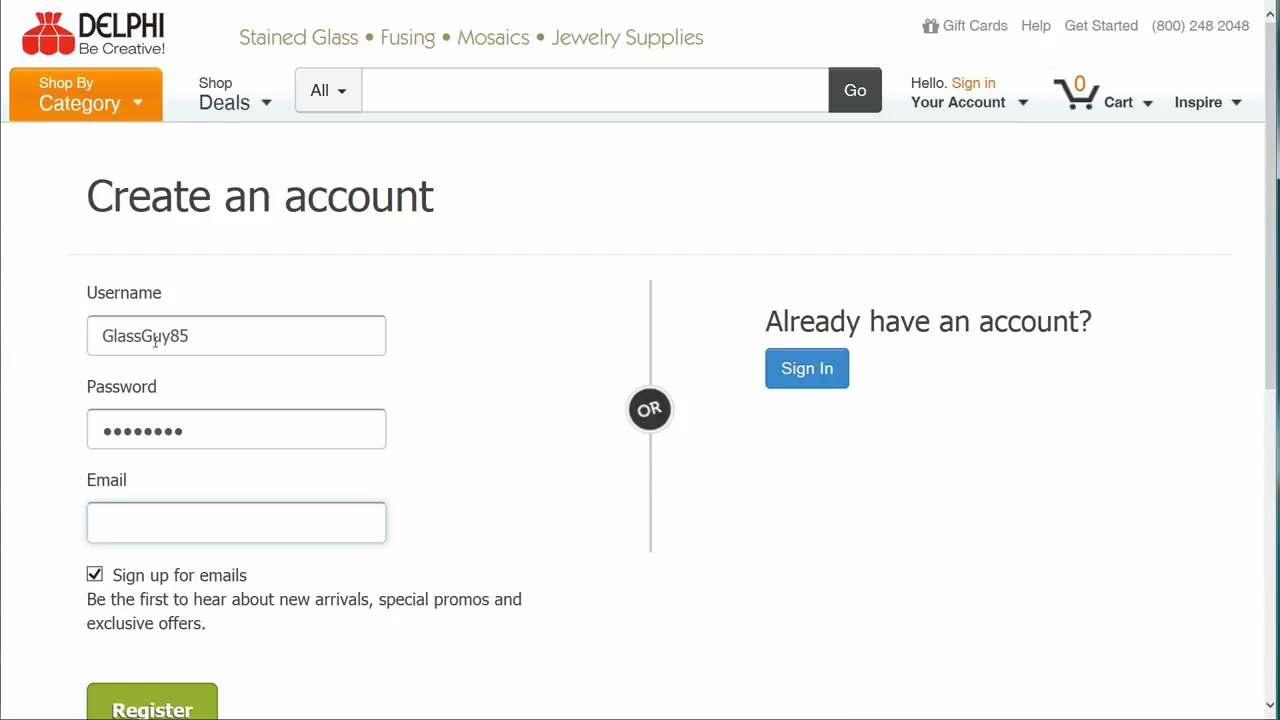 DELPHI
Be Creative!
Stained Glass • Fusing • Mosaics • Jewelry Supplies
Gift Cards Help Get Started (800) 248 2048
Shop By
Category
Shop
Deals
All
Go
Hello. Sign in
Your Account
0
Cart
Inspire
Create an account
Username
GlassGuy85
Password
••••••••
Email
Sign up for emails
Be the first to hear about new arrivals, special promos and
exclusive offers.
Register
OR
Already have an account?
Sign In